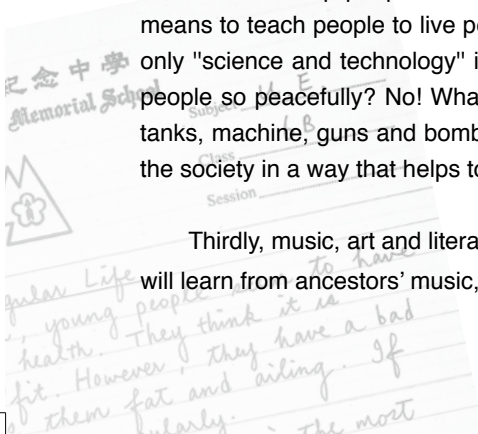 means to teach people to live pe
only "science and technology" i
people so peacefully? No! Wha
tanks, machine, guns and bomb
the society in a way that helps to
Thirdly, music, art and litera
will learn from ancestors' music,
紀念中學
Memorial School
Subject
Class
Session
gular Life
, young people seem to have
health. They think it is
fit. However, they have a bad
them fat and ailing. If
ularly.
the most